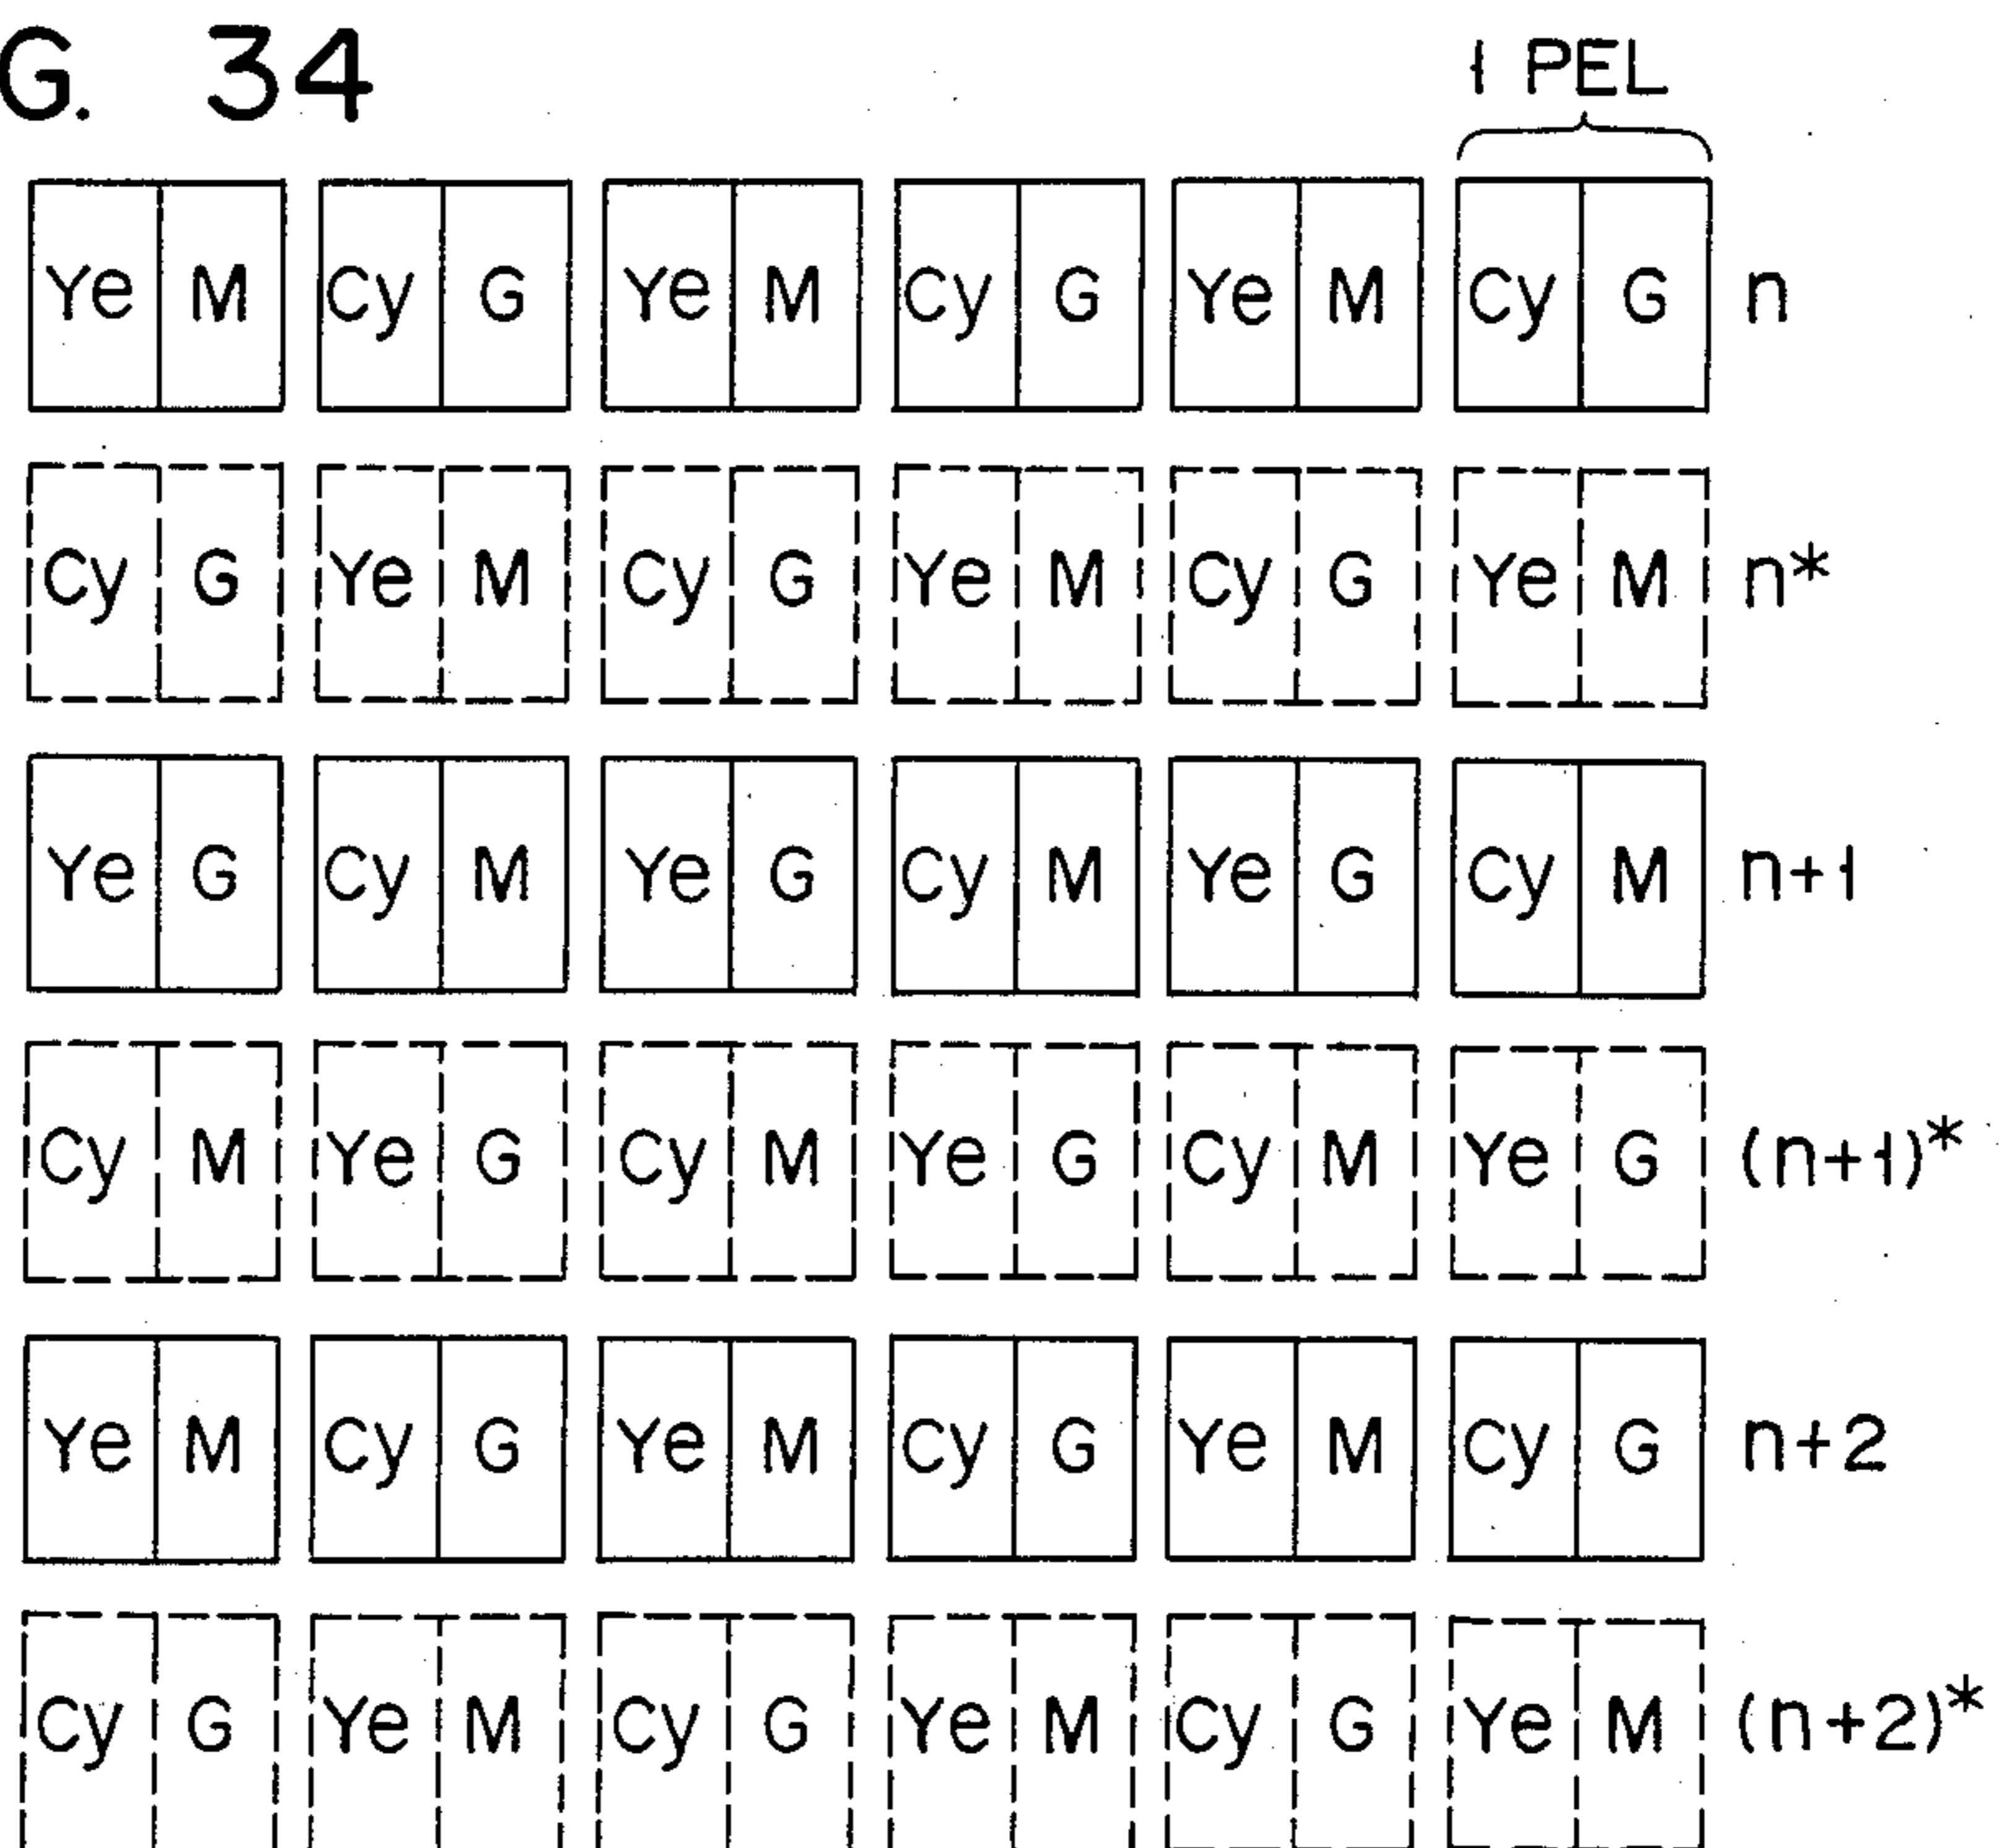 G. 34
1 PEL
Ye M Cy G Ye M Cy G Ye M Cy G n
Cy G Ye M Cy G Ye M Cy G Ye M n*
Ye G Cy M Ye G Cy M Ye G Cy M n+1
Cy M Ye G Cy M Ye G Cy M Ye G (n+1)*
Ye M Cy G Ye M Cy G Ye M Cy G n+2
Cy G Ye M Cy G Ye M Cy G Ye M (n+2)*